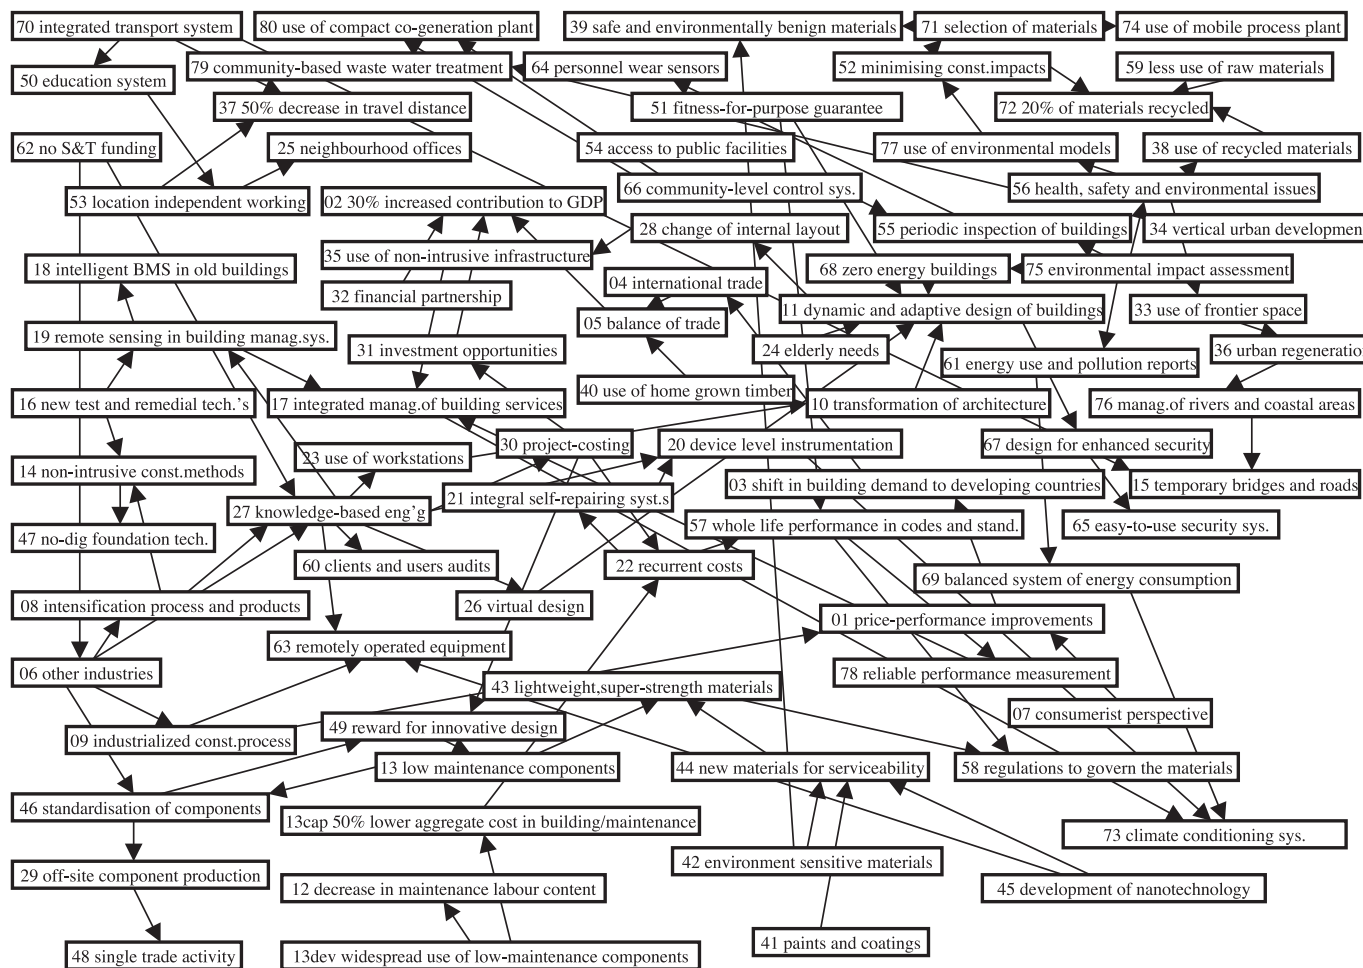 70 integrated transport system
80 use of compact co-generation plant
39 safe and environmentally benign materials
71 selection of materials
74 use of mobile process plant
50 education system
79 community-based waste water treatment
64 personnel wear sensors
52 minimising const.impacts
59 less use of raw materials
37 50% decrease in travel distance
51 fitness-for-purpose guarantee
72 20% of materials recycled
62 no S&T funding
25 neighbourhood offices
54 access to public facilities
77 use of environmental models
38 use of recycled materials
53 location independent working
02 30% increased contribution to GDP
66 community-level control sys.
56 health, safety and environmental issues
28 change of internal layout
55 periodic inspection of buildings
34 vertical urban developmen
35 use of non-intrusive infrastructure
18 intelligent BMS in old buildings
04 international trade
68 zero energy buildings
75 environmental impact assessment
32 financial partnership
05 balance of trade
11 dynamic and adaptive design of buildings
33 use of frontier space
19 remote sensing in building manag.sys.
31 investment opportunities
24 elderly needs
61 energy use and pollution reports
36 urban regeneration
16 new test and remedial tech.'s
17 integrated manag.of building services
40 use of home grown timber
10 transformation of architecture
76 manag.of rivers and coastal areas
23 use of workstations
30 project-costing
20 device level instrumentation
67 design for enhanced security
14 non-intrusive const.methods
21 integral self-repairing syst.s
03 shift in building demand to developing countries
15 temporary bridges and roads
27 knowledge-based eng'g
57 whole life performance in codes and stand.
65 easy-to-use security sys.
47 no-dig foundation tech.
60 clients and users audits
22 recurrent costs
69 balanced system of energy consumption
08 intensification process and products
26 virtual design
01 price-performance improvements
63 remotely operated equipment
06 other industries
43 lightweight,super-strength materials
78 reliable performance measurement
09 industrialized const.process
49 reward for innovative design
07 consumerist perspective
13 low maintenance components
44 new materials for serviceability
58 regulations to govern the materials
46 standardisation of components
13cap 50% lower aggregate cost in building/maintenance
73 climate conditioning sys.
29 off-site component production
12 decrease in maintenance labour content
42 environment sensitive materials
45 development of nanotechnology
48 single trade activity
13dev widespread use of low-maintenance components
41 paints and coatings